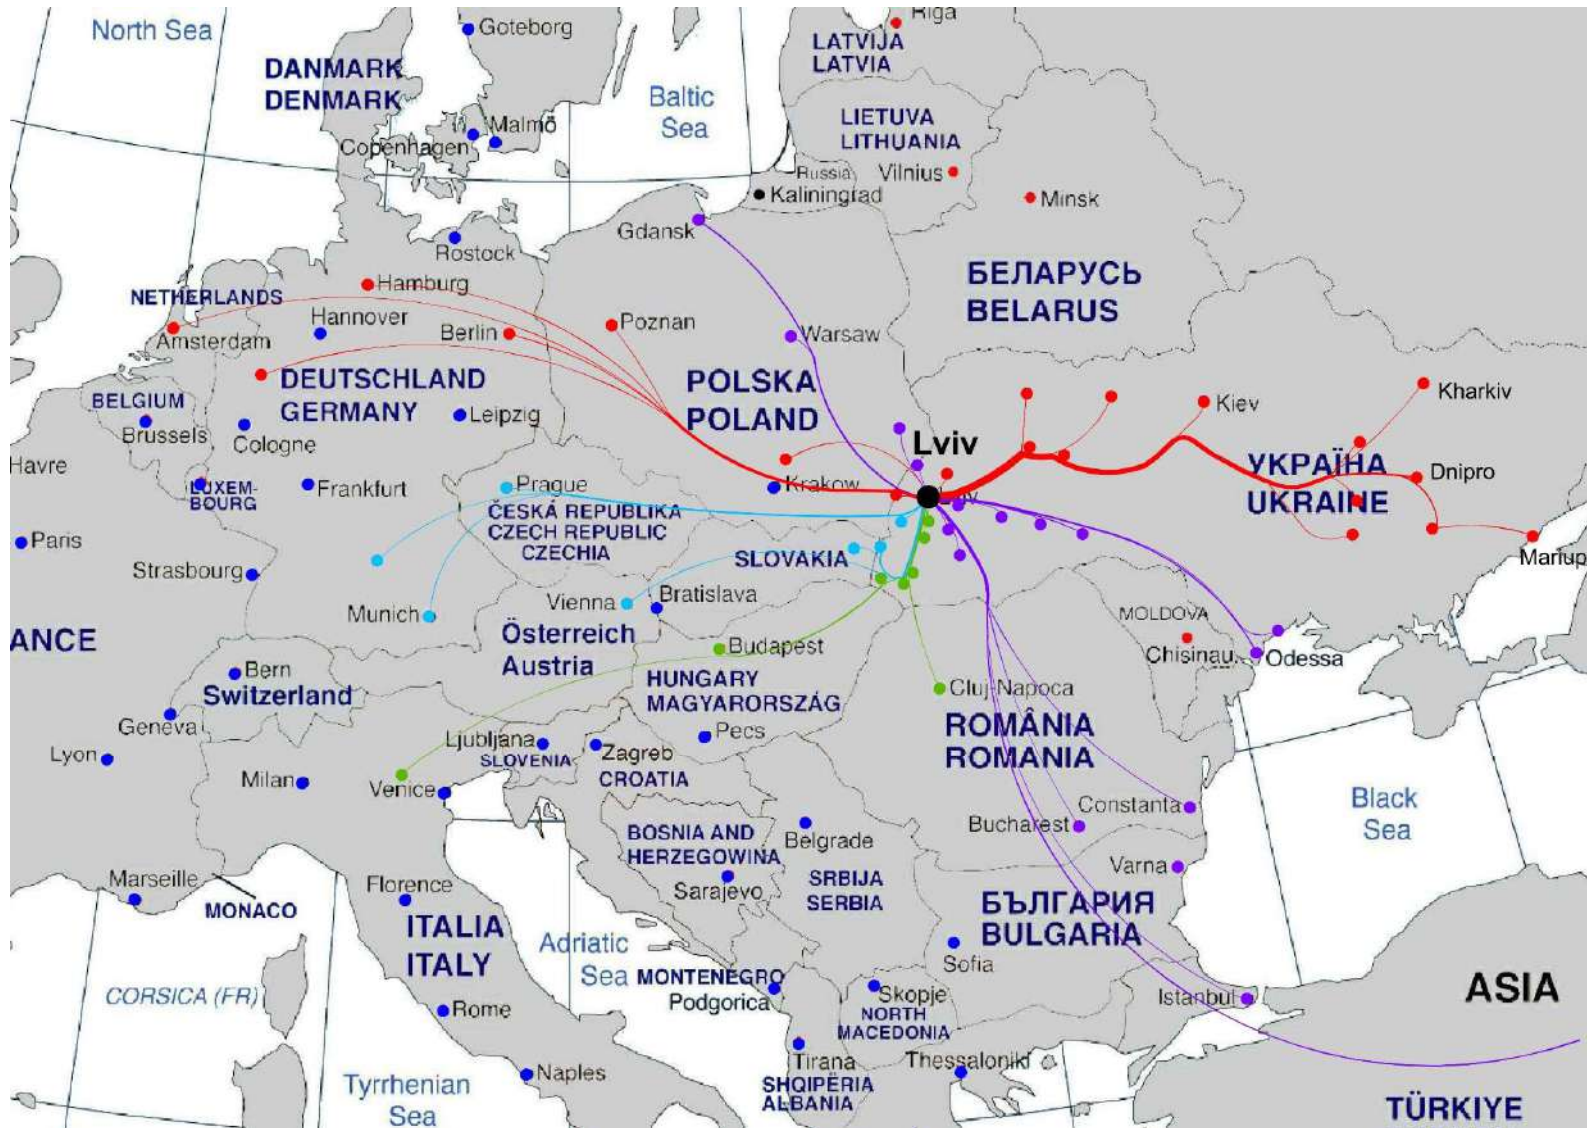 Riga
North Sea
Goteborg
LATVIJA
LATVIA
DANMARK
DENMARK
Baltic
Sea
LIETUVA
LITHUANIA
Malmö
Copenhagen
Russia
Vilnius
Kaliningrad
Minsk
Gdansk
Rostock
БЕЛАРУСЬ
BELARUS
Hamburg
NETHERLANDS
Hannover
Amsterdam
Berlin
Poznan
Warsaw
DEUTSCHLAND
GERMANY
POLSKA
POLAND
BELGIUM
Brussels
Cologne
Leipzig
Kiev
Kharkiv
Lviv
Havre
LUXEM-
BOURG
Frankfurt
Prague
Krakow
УКРАЇНА
UKRAINE
Dnipro
ČESKÁ REPUBLIKA
CZECH REPUBLIC
CZECHIA
Paris
Strasbourg
SLOVAKIA
Mariup
Munich
Vienna
Bratislava
MOLDOVA
ANCE
Österreich
Austria
Budapest
Chisinau
Odessa
Bern
Switzerland
HUNGARY
MAGYARORSZÁG
Cluj-Napoca
Geneva
ROMÂNIA
ROMANIA
Lyon
Ljubljana
SLOVENIA
Zagreb
CROATIA
Pecs
Milan
Venice
Constanta
Bucharest
Black
Sea
BOSNIA AND
HERZEGOWINA
Belgrade
Varna
Marseille
MONACO
Florence
Sarajevo
SRBIJA
SERBIA
БЪЛГАРИЯ
BULGARIA
ITALIA
ITALY
Adriatic
Sea
Sofia
MONTENEGRO
Podgorica
Skopje
NORTH
MACEDONIA
Istanbul
ASIA
CORSICA (FR)
Rome
Tirana
Thessaloniki
Naples
Tyrrhenian
Sea
SHQIPËRIA
ALBANIA
TÜRKIYE